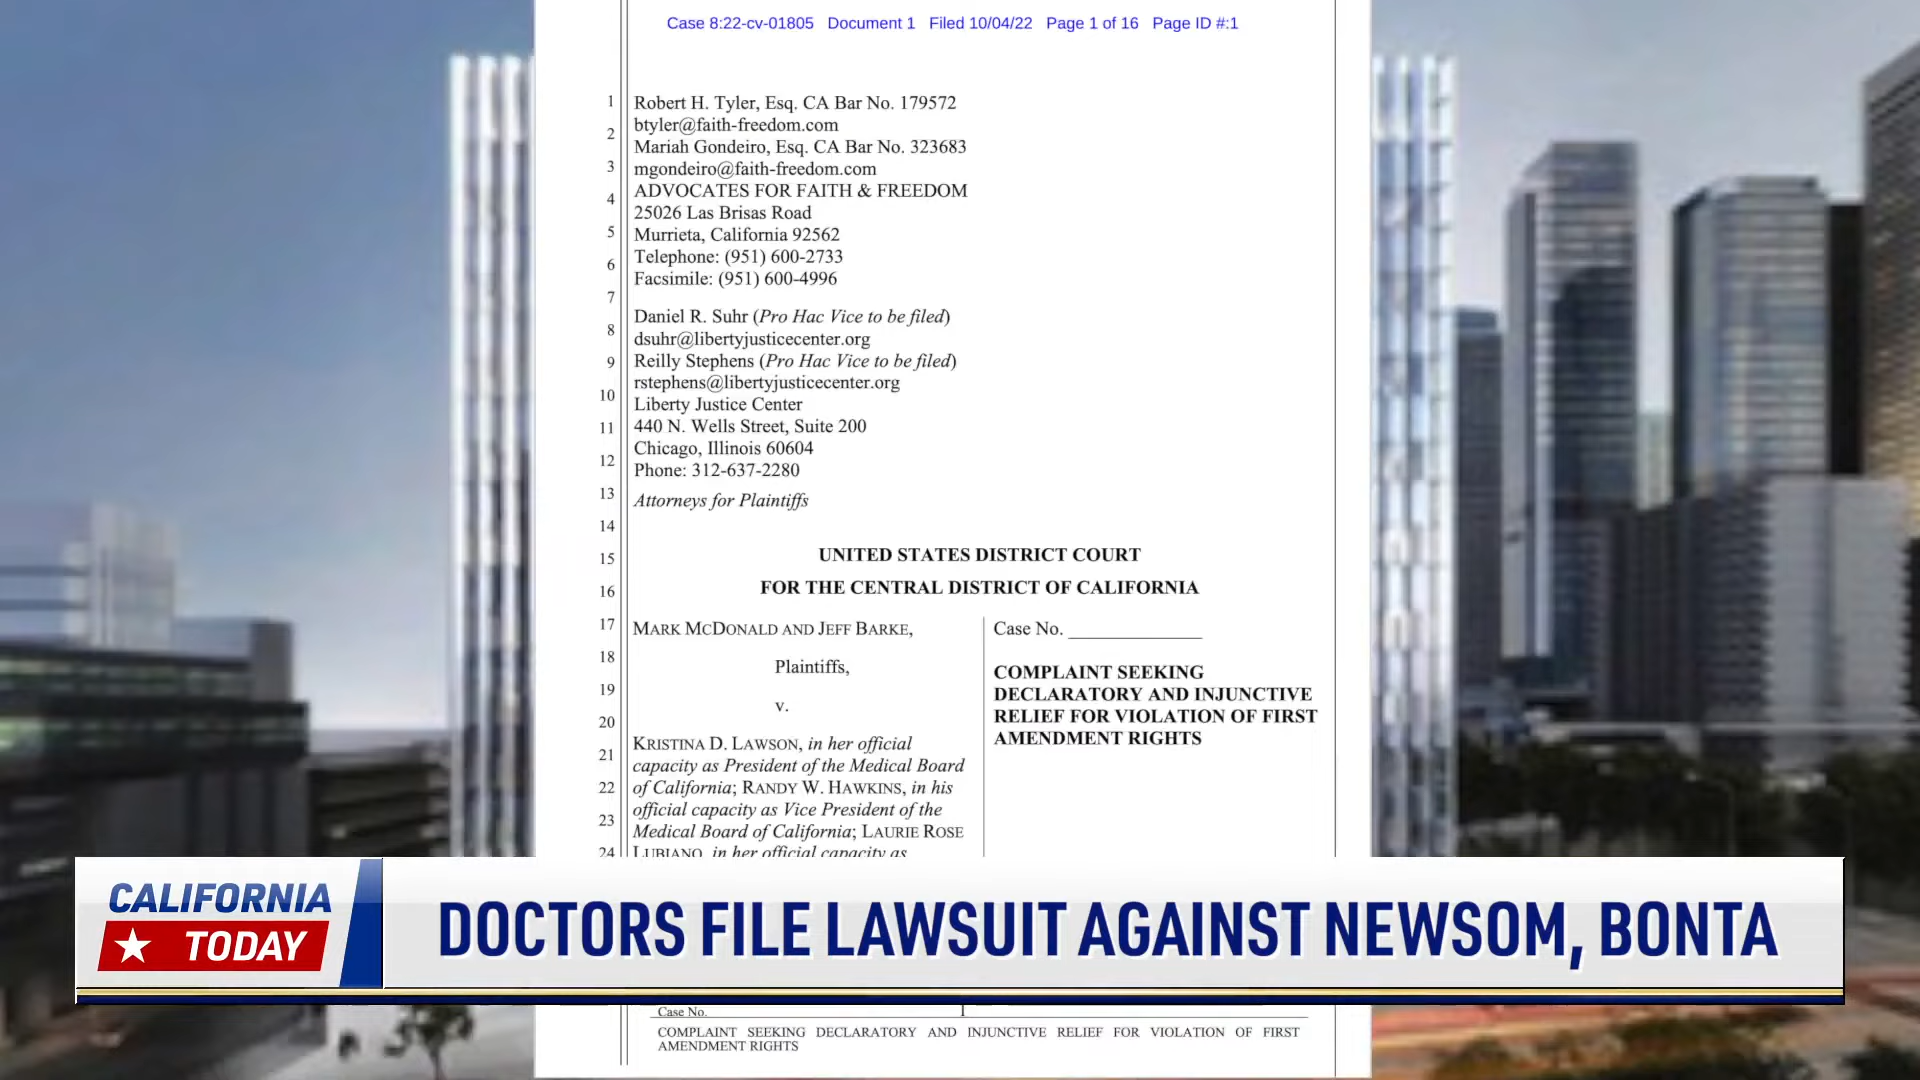 Case 8:22-cv-01805 Document 1 Filed 10/04/22 Page 1 of 16 Page ID #:1
1 Robert H. Tyler, Esq. CA Bar No. 179572
btyler@faith-freedom.com
2 Mariah Gondeiro, Esq. CA Bar No. 323683
3 mgondeiro@faith-freedom.com
4 ADVOCATES FOR FAITH & FREEDOM
25026 Las Brisas Road
5 Murrieta, California 92562
6 Telephone: (951) 600-2733
Facsimile: (951) 600-4996
7
8 Daniel R. Suhr (Pro Hac Vice to be filed)
dsuhr@libertyjusticecenter.org
9 Reilly Stephens (Pro Hac Vice to be filed)
10 rstephens@libertyjusticecenter.org
Liberty Justice Center
11 440 N. Wells Street, Suite 200
12 Chicago, Illinois 60604
Phone: 312-637-2280
13 Attorneys for Plaintiffs
14
15 UNITED STATES DISTRICT COURT
16 FOR THE CENTRAL DISTRICT OF CALIFORNIA
17 MARK MCDONALD AND JEFF BARKE,
18 Plaintiffs,
19 v.
20
21 KRISTINA D. LAWSON, in her official
capacity as President of the Medical Board
22 of California; RANDY W. HAWKINS, in his
official capacity as Vice President of the
23 Medical Board of California; LAURIE ROSE
24 LUBIANO, in her official capacity as
Case No. ______________
COMPLAINT SEEKING
DECLARATORY AND INJUNCTIVE
RELIEF FOR VIOLATION OF FIRST
AMENDMENT RIGHTS
CALIFORNIA
TODAY
DOCTORS FILE LAWSUIT AGAINST NEWSOM, BONTA
Case No. 1
COMPLAINT SEEKING DECLARATORY AND INJUNCTIVE RELIEF FOR VIOLATION OF FIRST
AMENDMENT RIGHTS